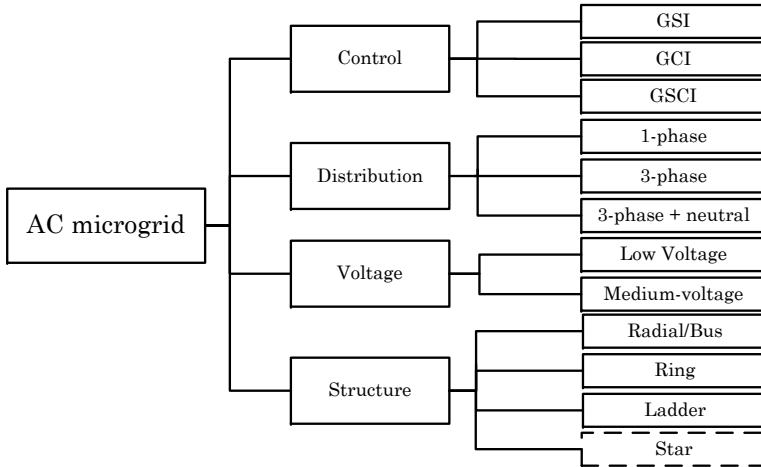 AC microgrid
Control
GSI
GCI
GSCI
Distribution
1-phase
3-phase
3-phase + neutral
Voltage
Low Voltage
Medium-voltage
Structure
Radial/Bus
Ring
Ladder
Star